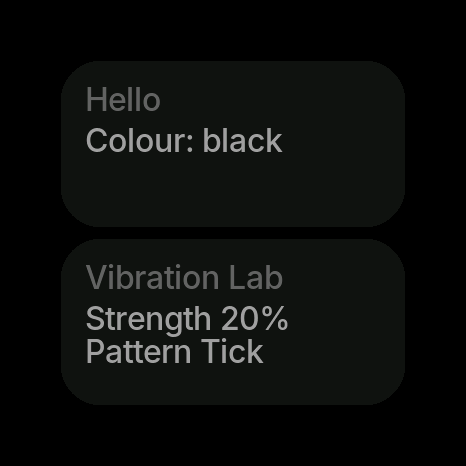 Hello
Colour: black
Vibration Lab
Strength 20%
Pattern Tick